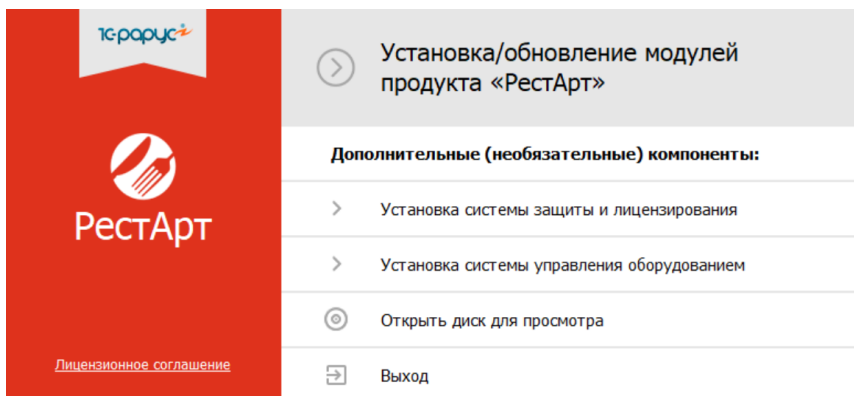 1С-рарус
РестАрт
Лицензионное соглашение
Установка/обновление модулей
продукта «РестАрт»
Дополнительные (необязательные) компоненты:
Установка системы защиты и лицензирования
Установка системы управления оборудованием
Открыть диск для просмотра
Выход